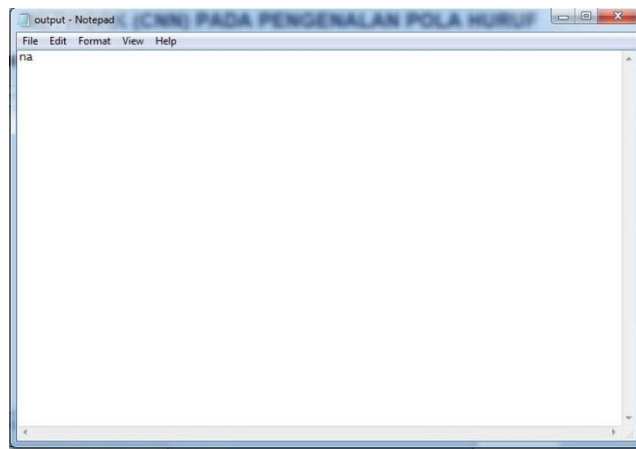 output - Notepad
(CNN) PADA PENGENALAN POLA HURUF
File Edit Format View Help
na